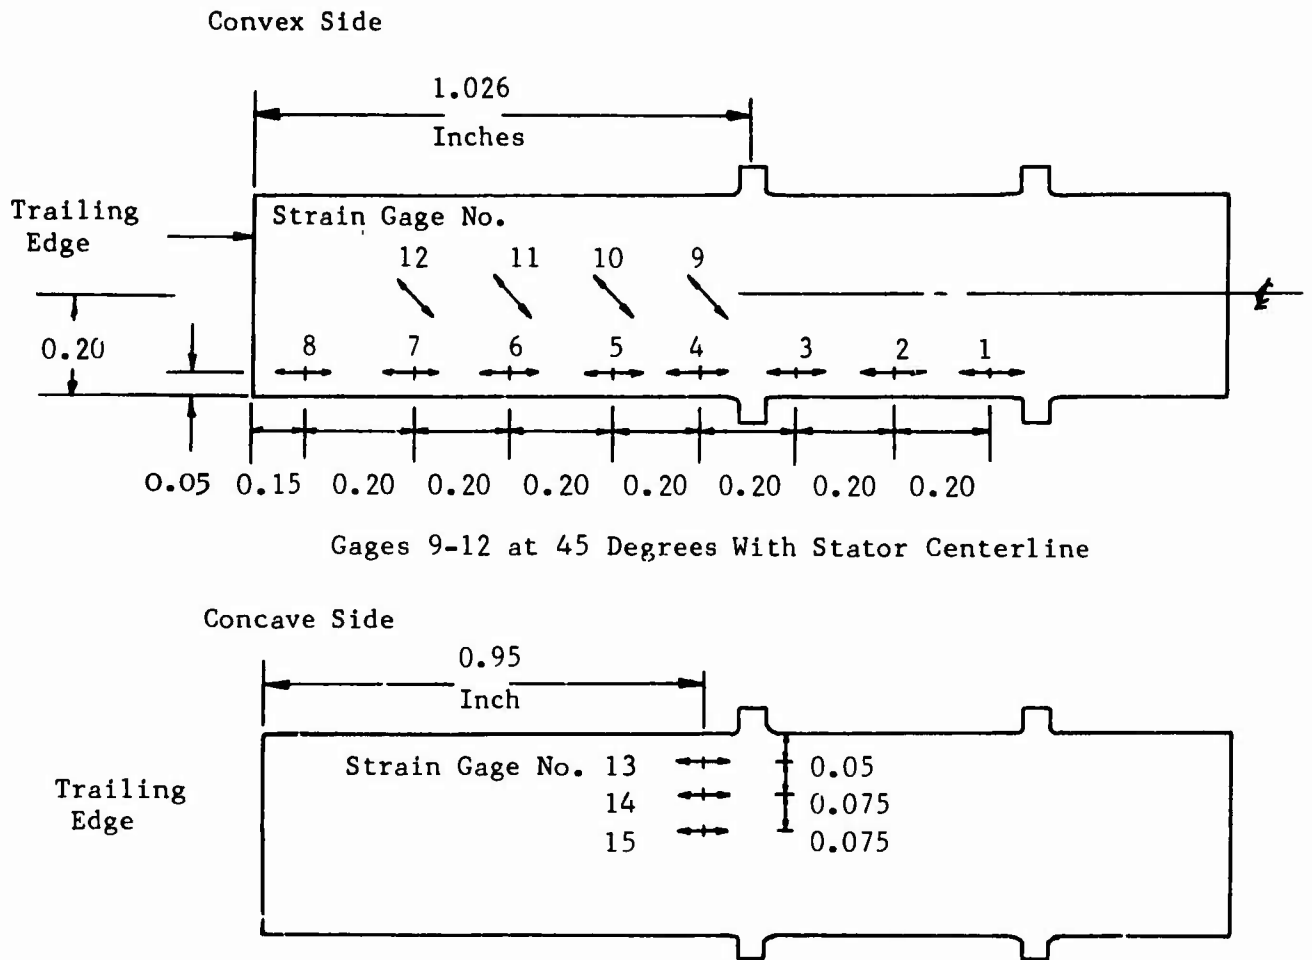 Convex Side
1.026
Inches
Trailing
Edge
Strain Gage No.
12 11 10 9
0.20
8 7 6 5 4 3 2 1
0.05 0.15 0.20 0.20 0.20 0.20 0.20 0.20 0.20
Gages 9-12 at 45 Degrees With Stator Centerline
Concave Side
0.95
Inch
Trailing
Edge
Strain Gage No. 13 0.05
14 0.075
15 0.075